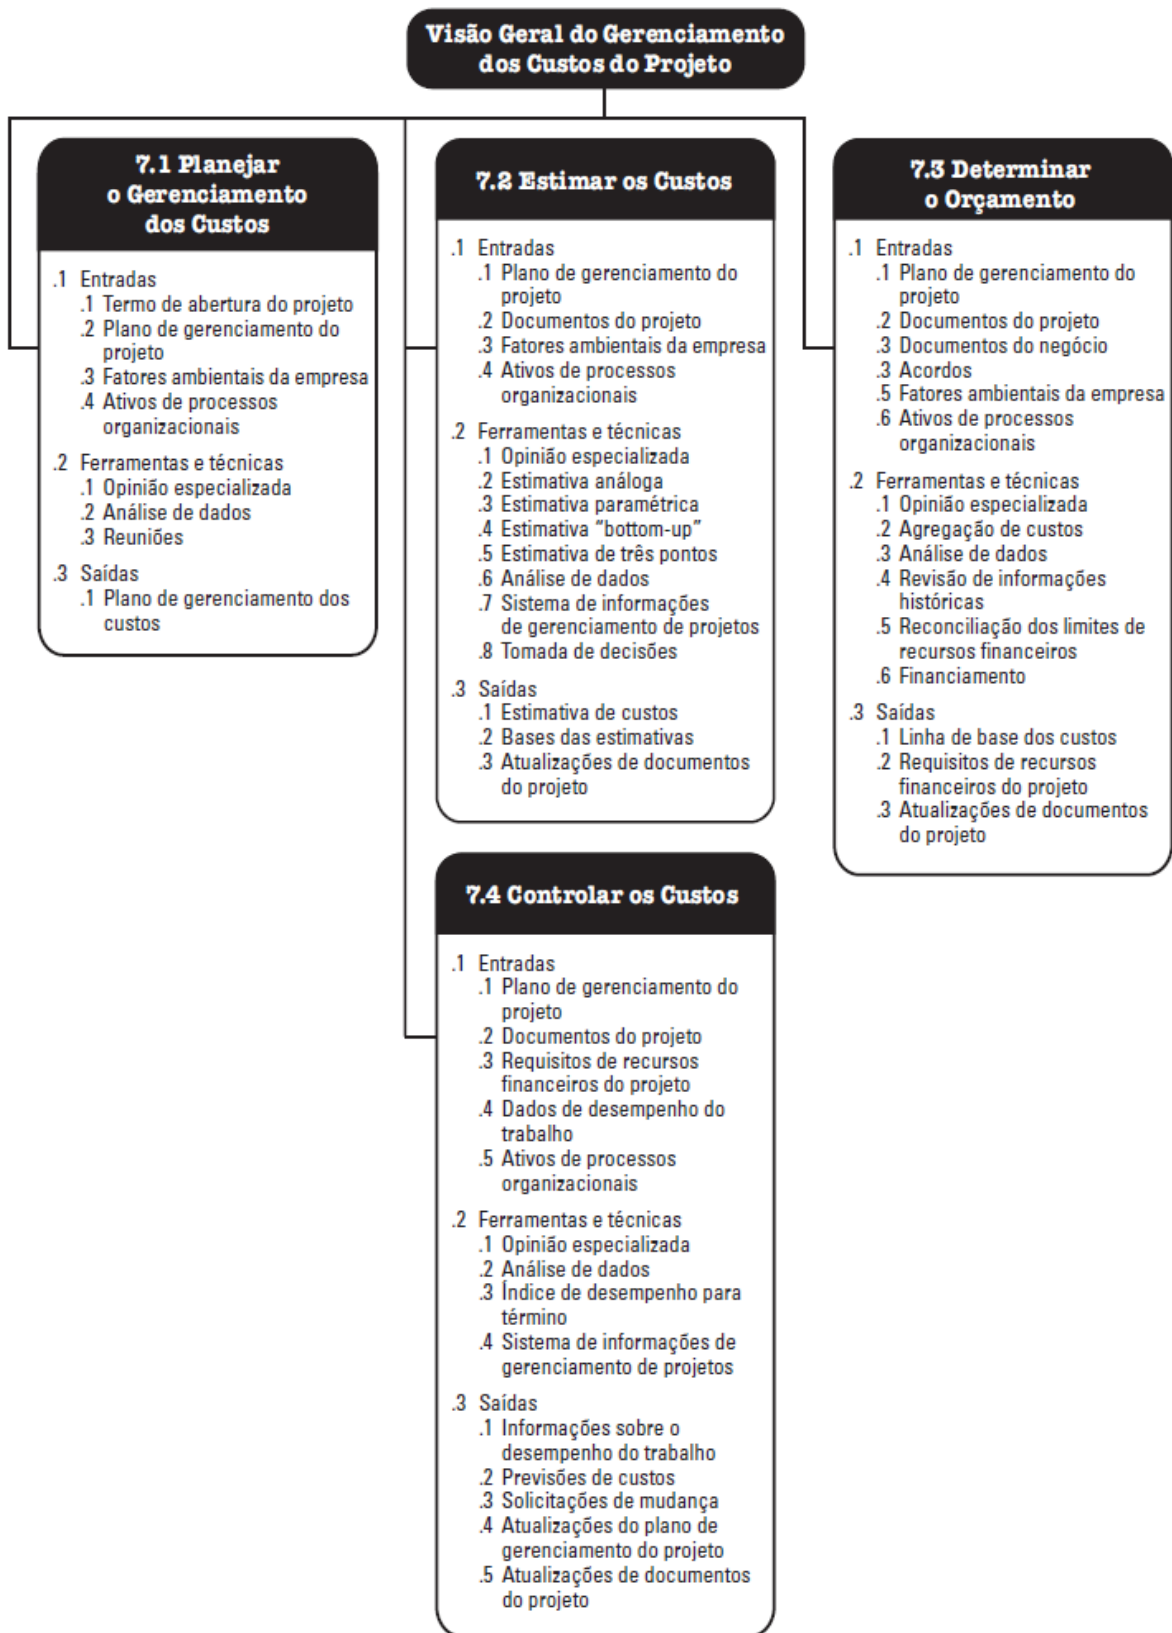 Visão Geral do Gerenciamento
dos Custos do Projeto
7.1 Planejar
o Gerenciamento
dos Custos
.1 Entradas
.1 Termo de abertura do projeto
.2 Plano de gerenciamento do
projeto
.3 Fatores ambientais da empresa
.4 Ativos de processos
organizacionais
.2 Ferramentas e técnicas
.1 Opinião especializada
.2 Análise de dados
.3 Reuniões
.3 Saídas
.1 Plano de gerenciamento dos
custos
7.2 Estimar os Custos
.1 Entradas
.1 Plano de gerenciamento do
projeto
.2 Documentos do projeto
.3 Fatores ambientais da empresa
.4 Ativos de processos
organizacionais
.2 Ferramentas e técnicas
.1 Opinião especializada
.2 Estimativa análoga
.3 Estimativa paramétrica
.4 Estimativa “bottom-up”
.5 Estimativa de três pontos
.6 Análise de dados
.7 Sistema de informações
de gerenciamento de projetos
.8 Tomada de decisões
.3 Saídas
.1 Estimativa de custos
.2 Bases das estimativas
.3 Atualizações de documentos
do projeto
7.3 Determinar
o Orçamento
.1 Entradas
.1 Plano de gerenciamento do
projeto
.2 Documentos do projeto
.3 Documentos do negócio
.3 Acordos
.5 Fatores ambientais da empresa
.6 Ativos de processos
organizacionais
.2 Ferramentas e técnicas
.1 Opinião especializada
.2 Agregação de custos
.3 Análise de dados
.4 Revisão de informações
históricas
.5 Reconciliação dos limites de
recursos financeiros
.6 Financiamento
.3 Saídas
.1 Linha de base dos custos
.2 Requisitos de recursos
financeiros do projeto
.3 Atualizações de documentos
do projeto
7.4 Controlar os Custos
.1 Entradas
.1 Plano de gerenciamento do
projeto
.2 Documentos do projeto
.3 Requisitos de recursos
financeiros do projeto
.4 Dados de desempenho do
trabalho
.5 Ativos de processos
organizacionais
.2 Ferramentas e técnicas
.1 Opinião especializada
.2 Análise de dados
.3 Índice de desempenho para
término
.4 Sistema de informações de
gerenciamento de projetos
.3 Saídas
.1 Informações sobre o
desempenho do trabalho
.2 Previsões de custos
.3 Solicitações de mudança
.4 Atualizações do plano de
gerenciamento do projeto
.5 Atualizações de documentos
do projeto